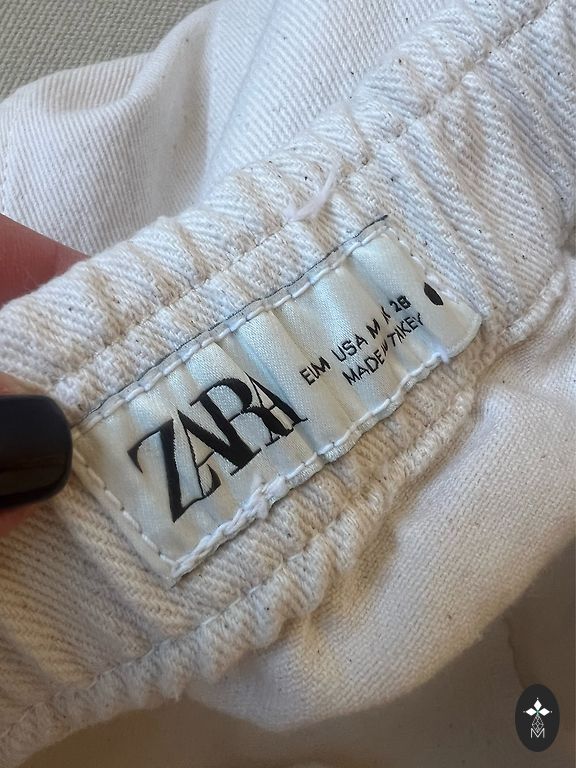 ZARA
EUR M USA M MEX 28
MADE IN TURKEY
M